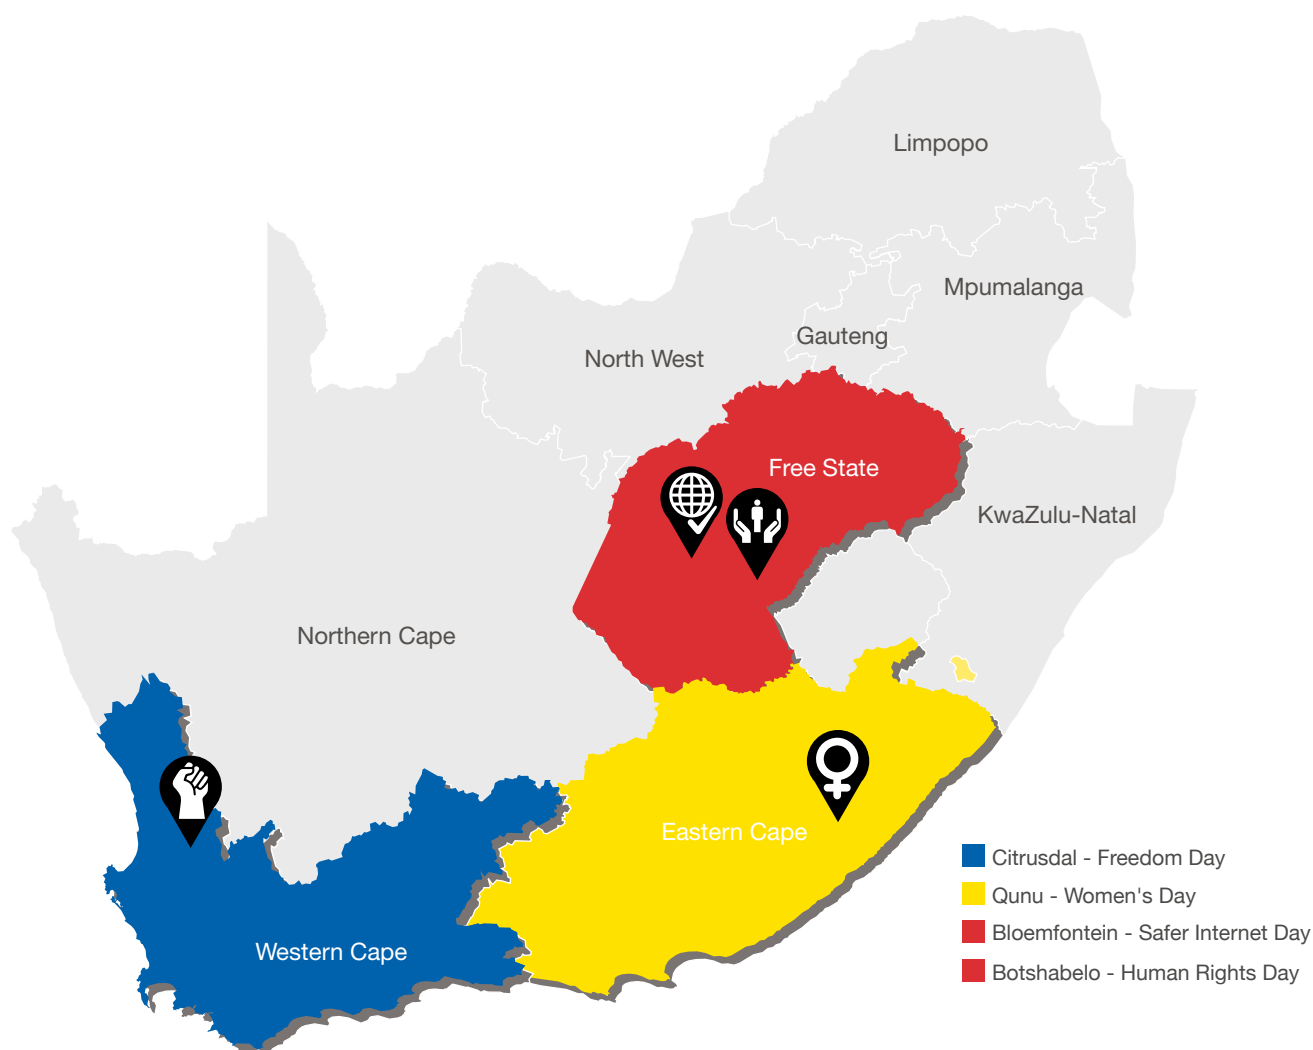 Limpopo
Mpumalanga
Gauteng
North West
Free State
KwaZulu-Natal
Northern Cape
Eastern Cape
Western Cape
Citrusdal - Freedom Day
Qunu - Women's Day
Bloemfontein - Safer Internet Day
Botshabelo - Human Rights Day